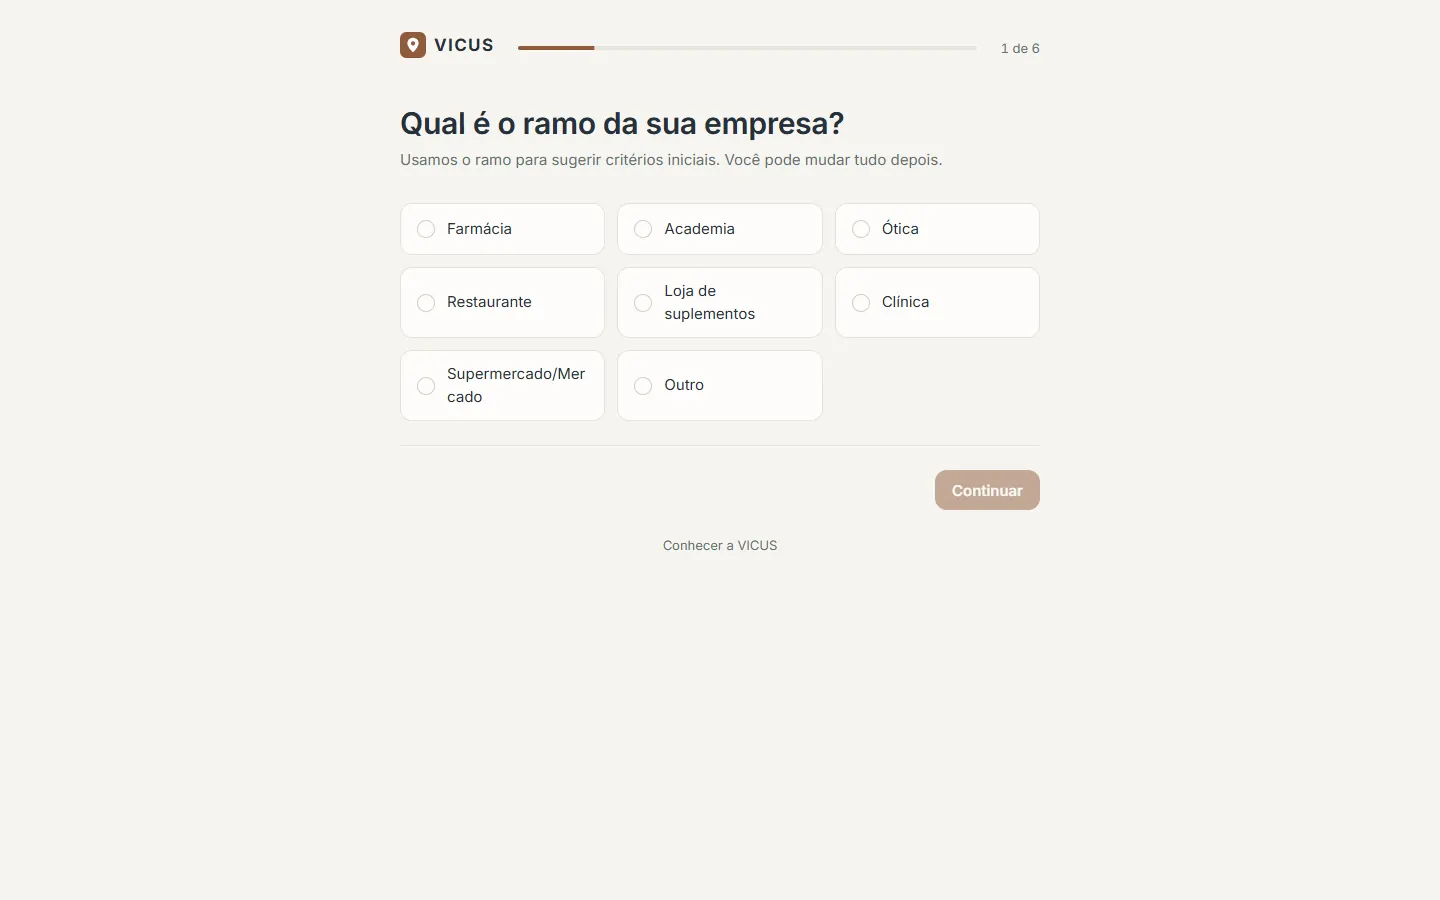 VICUS
1 de 6
Qual é o ramo da sua empresa?
Usamos o ramo para sugerir critérios iniciais. Você pode mudar tudo depois.
Farmácia
Academia
Ótica
Restaurante
Loja de
suplementos
Clínica
Supermercado/Mer
cado
Outro
Continuar
Conhecer a VICUS